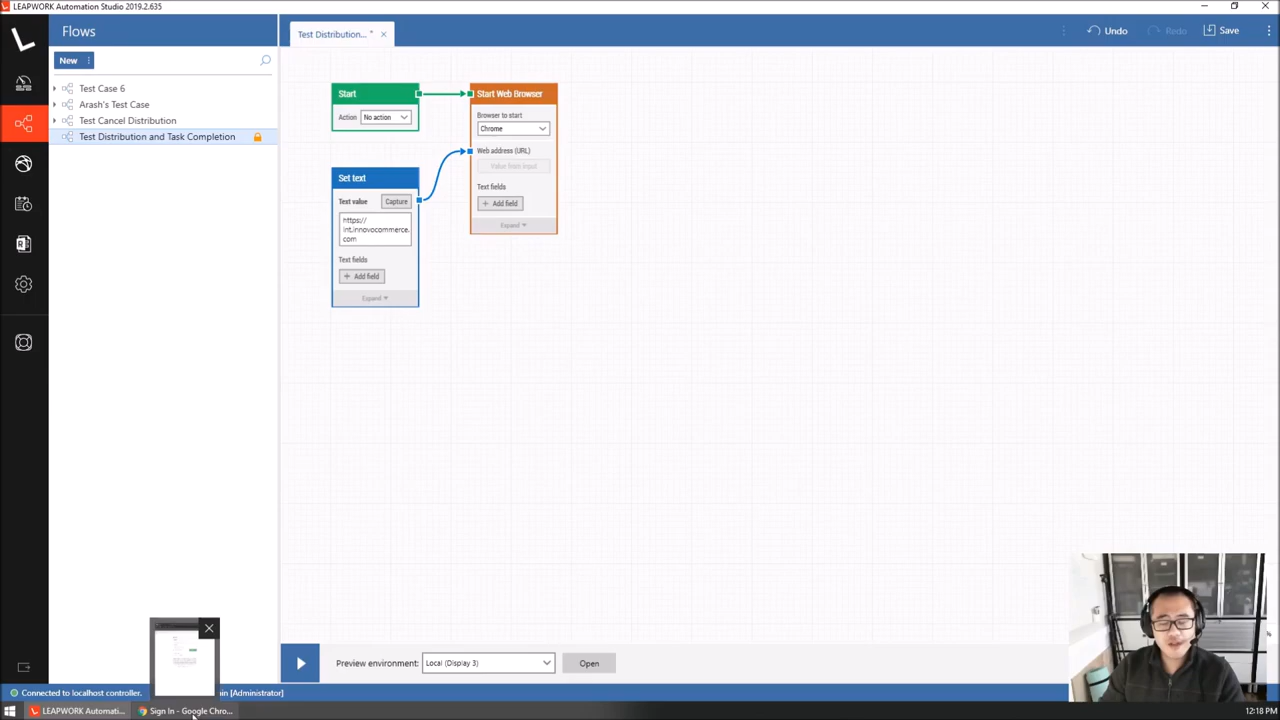 LEAPWORK Automation Studio 2019.2.635
Flows
Test Distribution... *
Undo
Redo
Save
New
Test Case 6
Arash's Test Case
Test Cancel Distribution
Test Distribution and Task Completion
Start
Action
No action
Start Web Browser
Browser to start
Chrome
Web address (URL)
Value from input
Text fields
+ Add field
Expand
Set text
Text value
Capture
https://
int.innovocommerce.
com
Text fields
+ Add field
Expand
Preview environment:
Local (Display 3)
Open
Connected to localhost controller.
in [Administrator]
LEAPWORK Automati...
Sign In - Google Chro...
12:18 PM